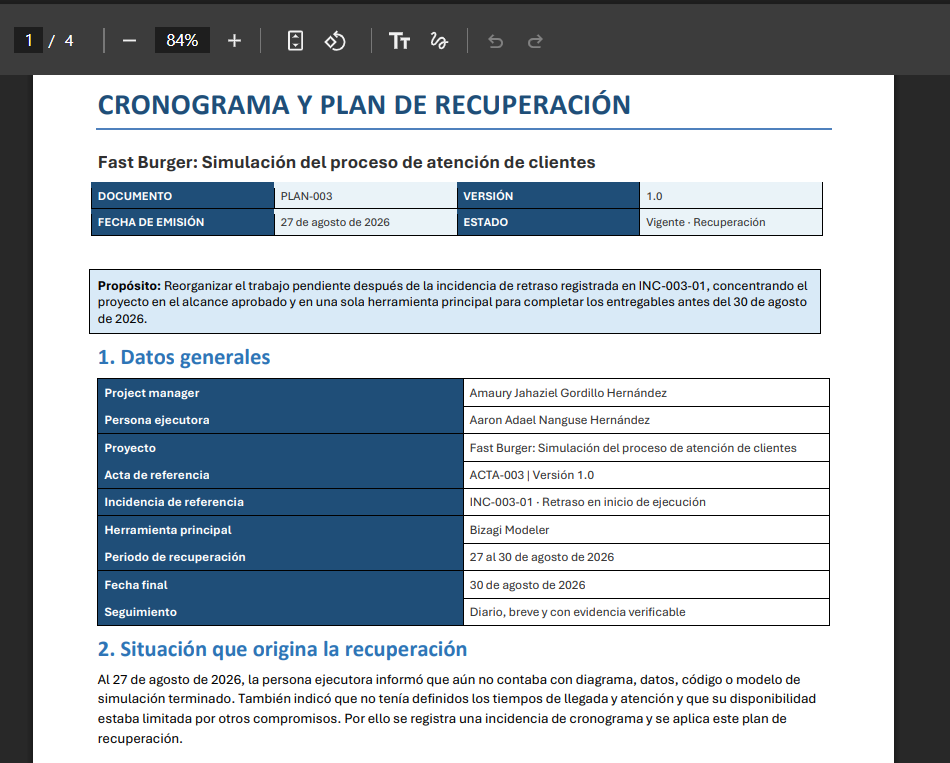 1 / 4 84%
CRONOGRAMA Y PLAN DE RECUPERACIÓN
Fast Burger: Simulación del proceso de atención de clientes
DOCUMENTO PLAN-003 VERSIÓN 1.0
FECHA DE EMISIÓN 27 de agosto de 2026 ESTADO Vigente · Recuperación
Propósito: Reorganizar el trabajo pendiente después de la incidencia de retraso registrada en INC-003-01, concentrando el
proyecto en el alcance aprobado y en una sola herramienta principal para completar los entregables antes del 30 de agosto
de 2026.
1. Datos generales
Project manager Amaury Jahaziel Gordillo Hernández
Persona ejecutora Aaron Adael Nanguse Hernández
Proyecto Fast Burger: Simulación del proceso de atención de clientes
Acta de referencia ACTA-003 | Versión 1.0
Incidencia de referencia INC-003-01 · Retraso en inicio de ejecución
Herramienta principal Bizagi Modeler
Periodo de recuperación 27 al 30 de agosto de 2026
Fecha final 30 de agosto de 2026
Seguimiento Diario, breve y con evidencia verificable
2. Situación que origina la recuperación
Al 27 de agosto de 2026, la persona ejecutora informó que aún no contaba con diagrama, datos, código o modelo de
simulación terminado. También indicó que no tenía definidos los tiempos de llegada y atención y que su disponibilidad
estaba limitada por otros compromisos. Por ello se registra una incidencia de cronograma y se aplica este plan de
recuperación.